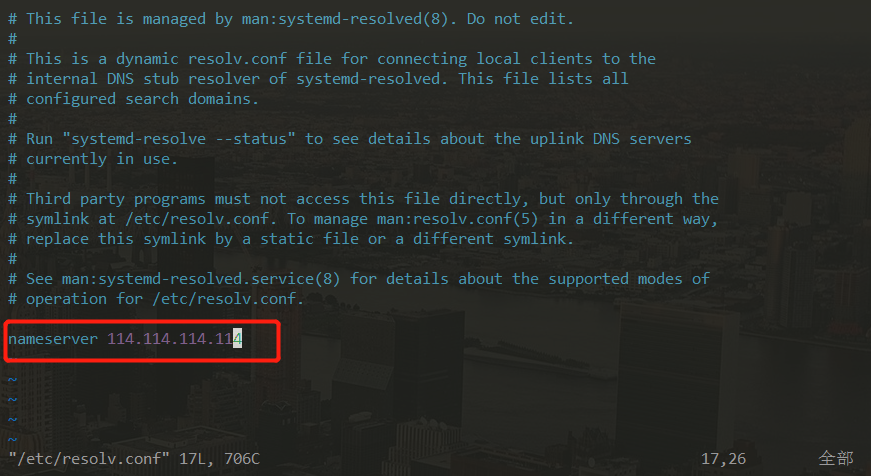 # This file is managed by man:systemd-resolved(8). Do not edit.
#
# This is a dynamic resolv.conf file for connecting local clients to the
# internal DNS stub resolver of systemd-resolved. This file lists all
# configured search domains.
#
# Run "systemd-resolve --status" to see details about the uplink DNS servers
# currently in use.
#
# Third party programs must not access this file directly, but only through the
# symlink at /etc/resolv.conf. To manage man:resolv.conf(5) in a different way,
# replace this symlink by a static file or a different symlink.
#
# See man:systemd-resolved.service(8) for details about the supported modes of
# operation for /etc/resolv.conf.
nameserver 114.114.114.114
~
~
~
~
"/etc/resolv.conf" 17L, 706C 17,26 全部